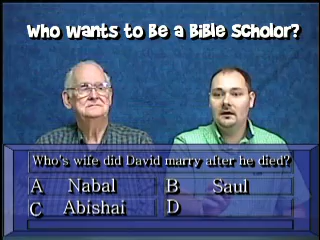 Who Wants to Be a Bible Scholor?
Who's wife did David marry after he died?
A Nabal B Saul
C Abishai D